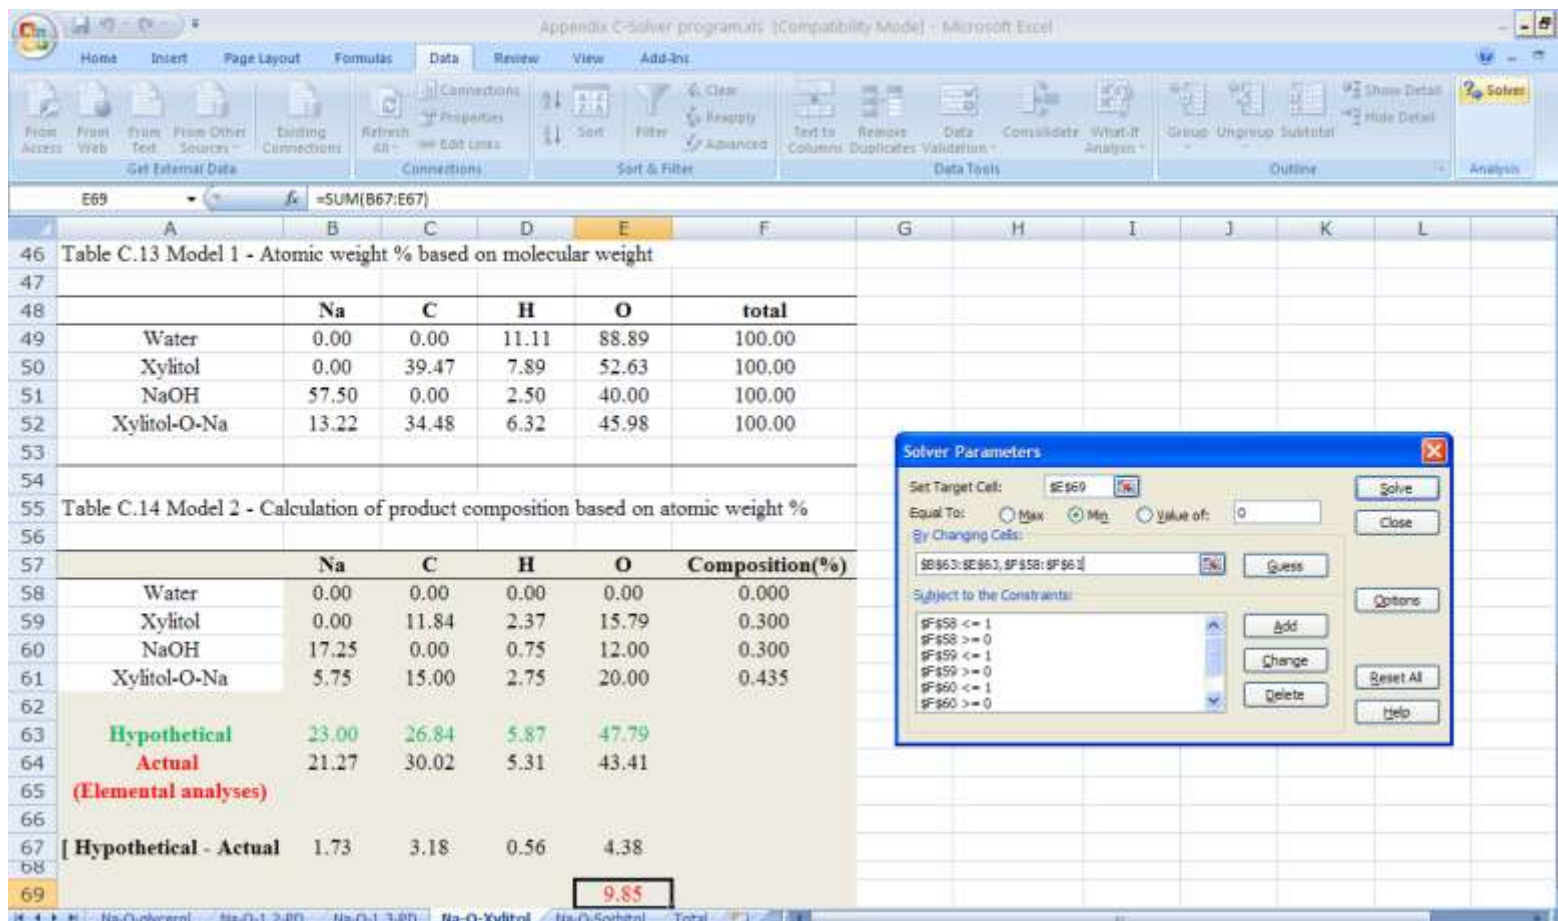 Appendix C-Solver program.xls [Compatibility Mode] - Microsoft Excel
Home Insert Page Layout Formulas Data Review View Add-Ins
From Access From Web From Text From Other Sources Existing Connections Refresh All Connections Properties Edit Links Sort Filter Clear Reapply Advanced Text to Columns Remove Duplicates Data Validation Consolidate What-If Analysis Group Ungroup Subtotal Show Detail Hide Detail Solver
Get External Data Connections Sort & Filter Data Tools Outline Analysis
E69 fx =SUM(B67:E67)
A B C D E F G H I J K L
46 Table C.13 Model 1 - Atomic weight % based on molecular weight
47
48 Na C H O total
49 Water 0.00 0.00 11.11 88.89 100.00
50 Xylitol 0.00 39.47 7.89 52.63 100.00
51 NaOH 57.50 0.00 2.50 40.00 100.00
52 Xylitol-O-Na 13.22 34.48 6.32 45.98 100.00
53
54
55 Table C.14 Model 2 - Calculation of product composition based on atomic weight %
56
57 Na C H O Composition(%)
58 Water 0.00 0.00 0.00 0.00 0.000
59 Xylitol 0.00 11.84 2.37 15.79 0.300
60 NaOH 17.25 0.00 0.75 12.00 0.300
61 Xylitol-O-Na 5.75 15.00 2.75 20.00 0.435
62
63 Hypothetical 23.00 26.84 5.87 47.79
64 Actual 21.27 30.02 5.31 43.41
65 (Elemental analyses)
66
67 [ Hypothetical - Actual 1.73 3.18 0.56 4.38
68
69 9.85
Solver Parameters
Set Target Cell: $E$69 Solve
Equal To: Max Min Value of: 0 Close
By Changing Cells:
$B$63:$E$63,$F$58:$F$61 Guess
Subject to the Constraints: Options
$F$58 <= 1
$F$58 >= 0 Add
$F$59 <= 1
$F$59 >= 0 Change
$F$60 <= 1 Reset All
$F$60 >= 0 Delete
Help
Na-O-glycerol Na-O-1,2-PD Na-O-1,3-PD Na-O-Xylitol Na-O-Sorbitol Total